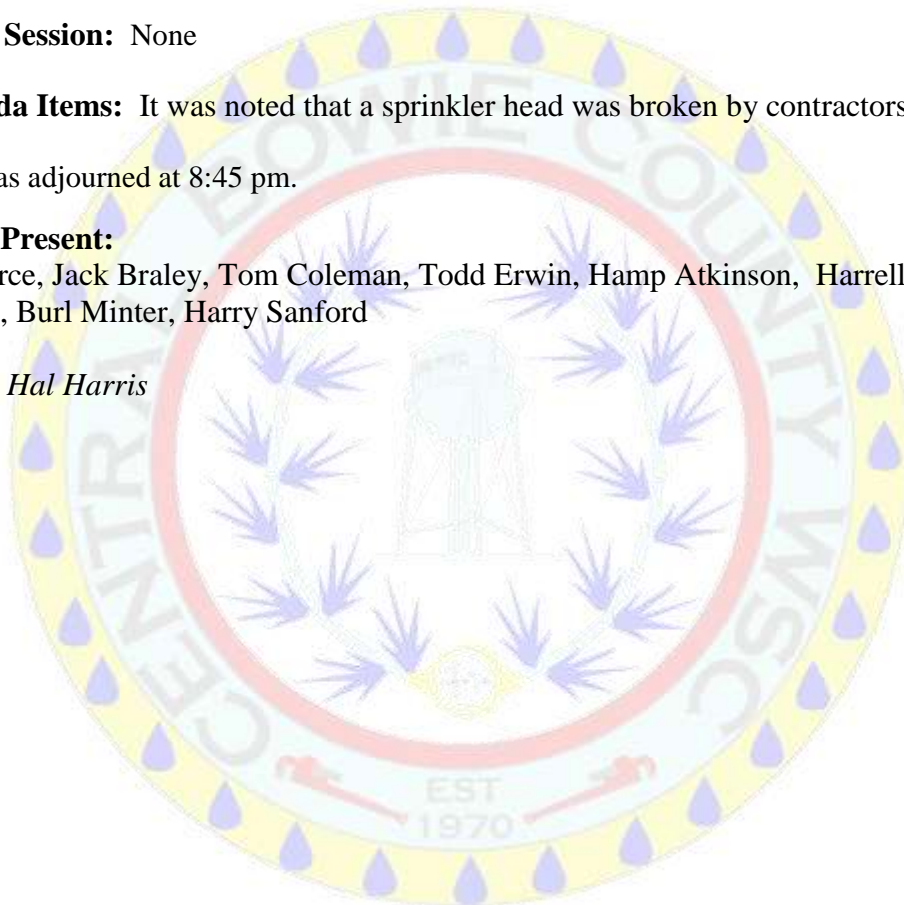 Session: None
da Items: It was noted that a sprinkler head was broken by contractors
as adjourned at 8:45 pm.
Present:
rce, Jack Braley, Tom Coleman, Todd Erwin, Hamp Atkinson, Harrell
, Burl Minter, Harry Sanford
Hal Harris
CENTRAL BOWIE COUNTY WSC
EST
1970